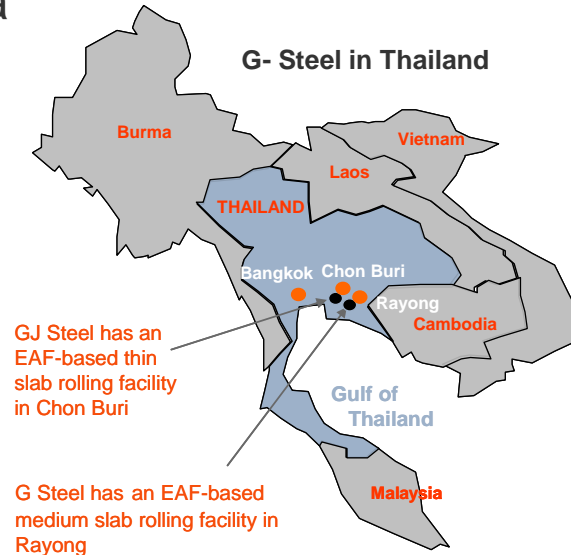 G- Steel in Thailand
Burma
Vietnam
Laos
THAILAND
Bangkok
Chon Buri
Rayong
Cambodia
GJ Steel has an
EAF-based thin
slab rolling facility
in Chon Buri
Gulf of
Thailand
G Steel has an EAF-based
medium slab rolling facility in
Rayong
Malaysia